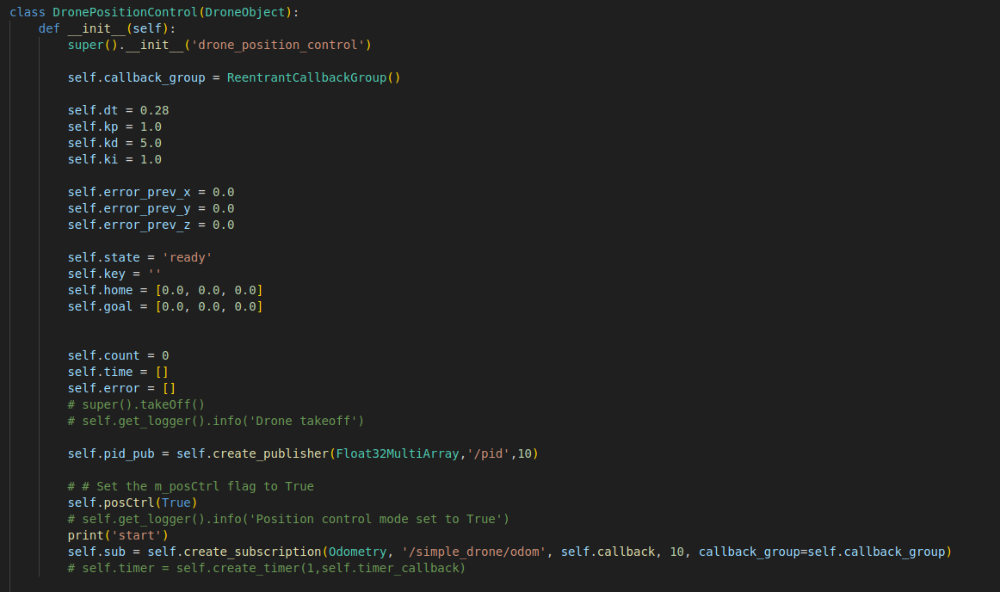 class DronePositionControl(DroneObject):
    def __init__(self):
        super().__init__('drone_position_control')

        self.callback_group = ReentrantCallbackGroup()

        self.dt = 0.28
        self.kp = 1.0
        self.kd = 5.0
        self.ki = 1.0

        self.error_prev_x = 0.0
        self.error_prev_y = 0.0
        self.error_prev_z = 0.0

        self.state = 'ready'
        self.key = ''
        self.home = [0.0, 0.0, 0.0]
        self.goal = [0.0, 0.0, 0.0]


        self.count = 0
        self.time = []
        self.error = []
        # super().takeOff()
        # self.get_logger().info('Drone takeoff')

        self.pid_pub = self.create_publisher(Float32MultiArray,'/pid',10)

        # # Set the m_posCtrl flag to True
        self.posCtrl(True)
        # self.get_logger().info('Position control mode set to True')
        print('start')
        self.sub = self.create_subscription(Odometry, '/simple_drone/odom', self.callback, 10, callback_group=self.callback_group)
        # self.timer = self.create_timer(1,self.timer_callback)